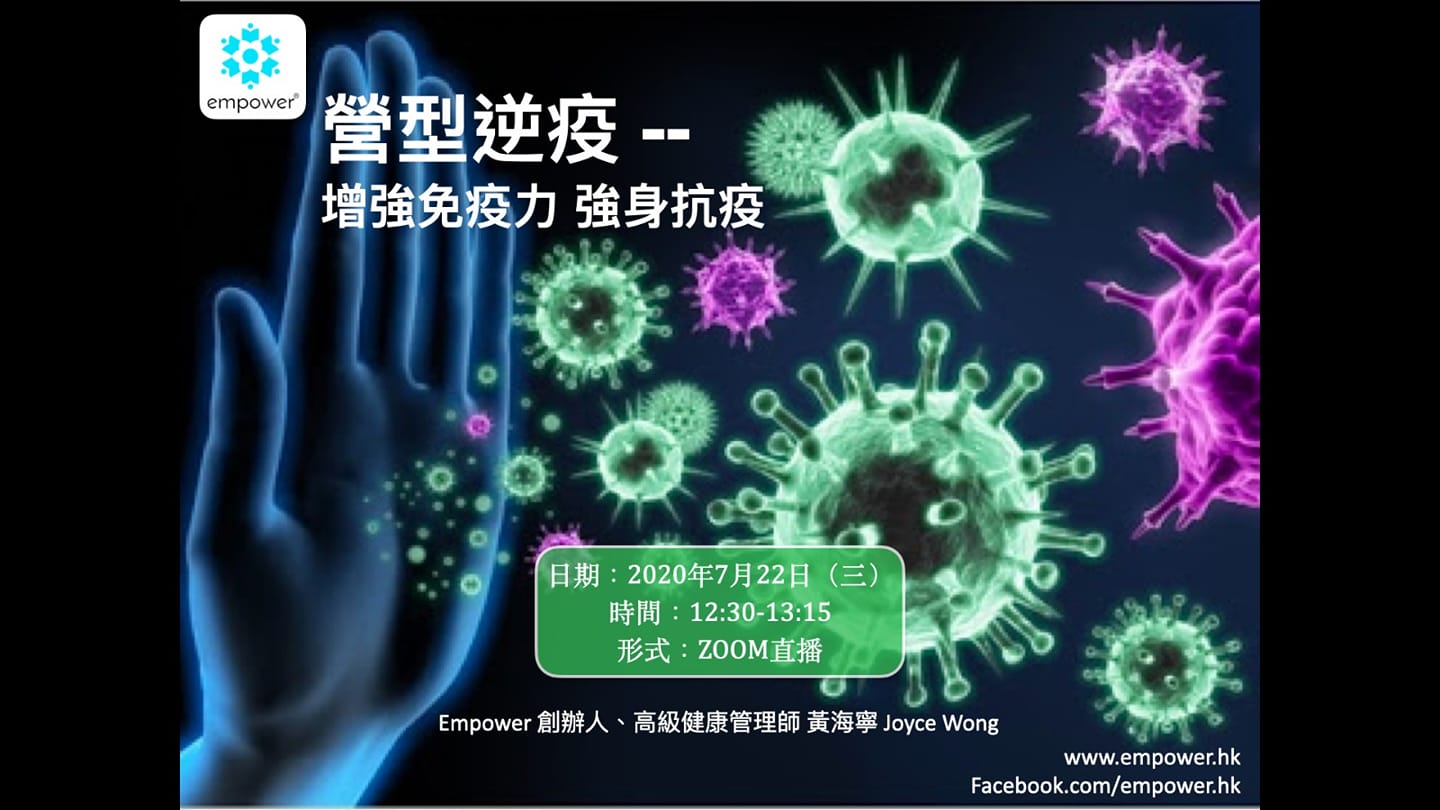 empower®
營型逆疫 --
增強免疫力 強身抗疫
日期：2020年7月22日（三）
時間：12:30-13:15
形式：ZOOM直播
Empower 創辦人、高級健康管理師 黃海寧 Joyce Wong
www.empower.hk
Facebook.com/empower.hk